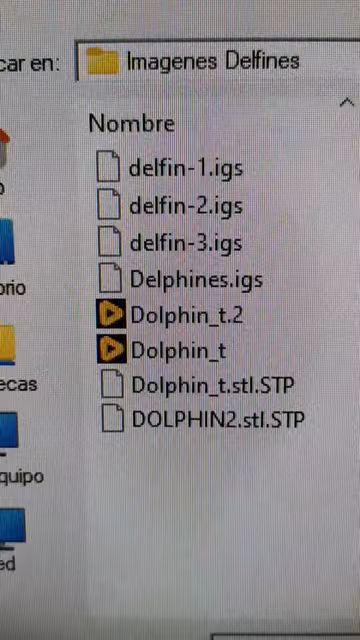 car en:
Imagenes Delfines
Nombre
delfin-1.igs
delfin-2.igs
delfin-3.igs
Delphines.igs
Dolphin_t.2
Dolphin_t
Dolphin_t.stl.STP
DOLPHIN2.stl.STP
o
orio
ecas
quipo
ed